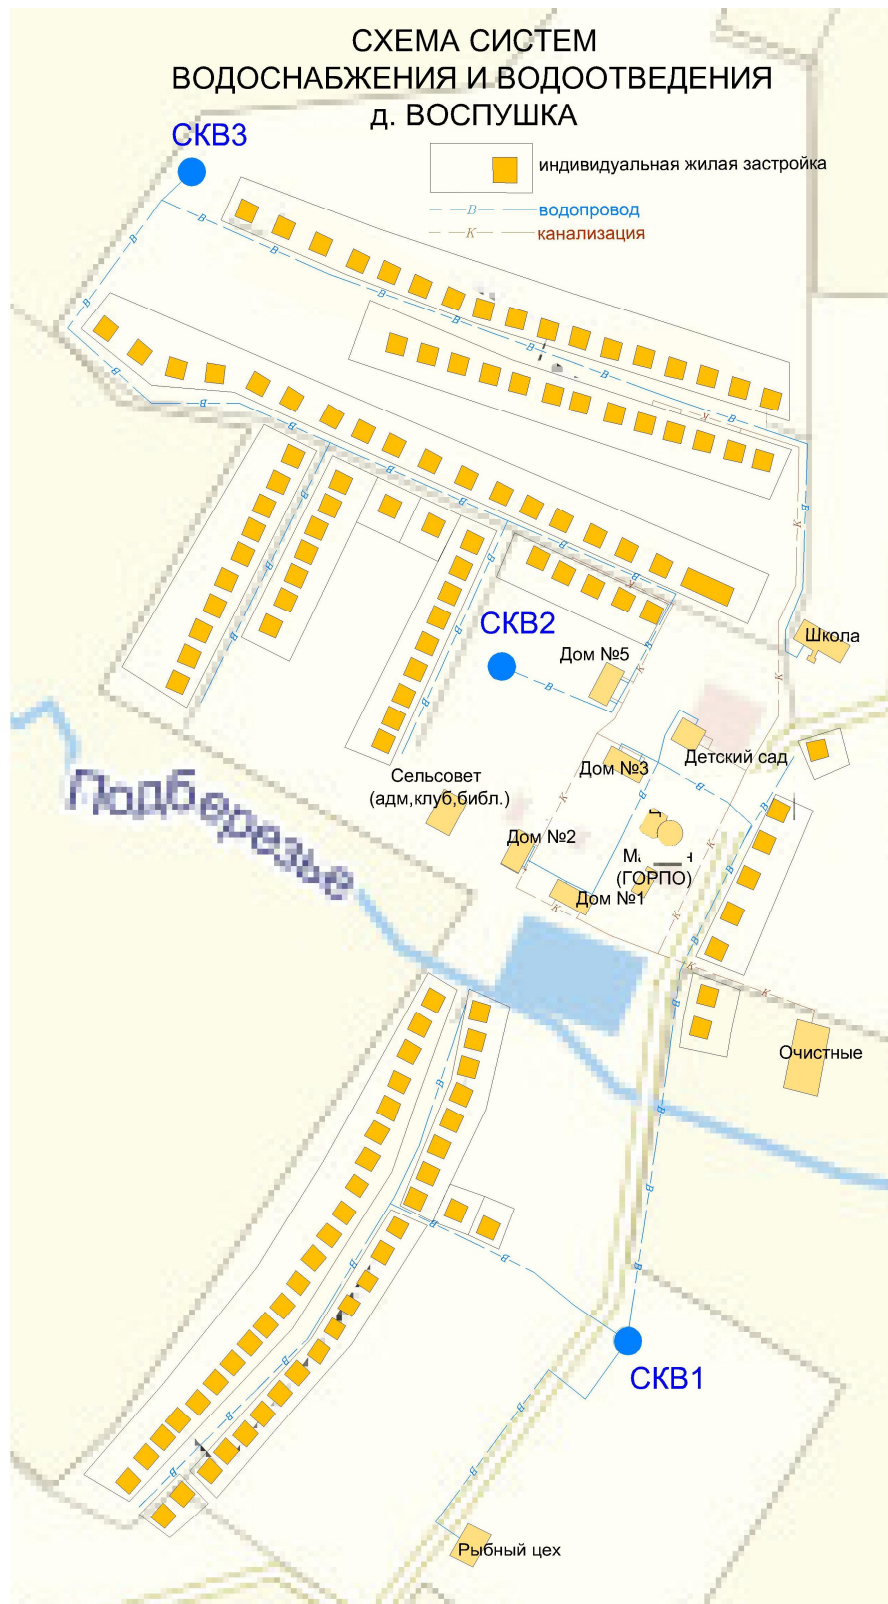 СХЕМА СИСТЕМ
ВОДОСНАБЖЕНИЯ И ВОДООТВЕДЕНИЯ
д. ВОСПУШКА
СКВ3
индивидуальная жилая застройка
В
водопровод
К
канализация
СКВ2
Школа
Дом №5
Детский сад
Дом №3
Сельсовет
(адм,клуб,библ.)
Подберезье
Дом №2
(ГОРПО)
Дом №1
Очистные
СКВ1
Рыбный цех